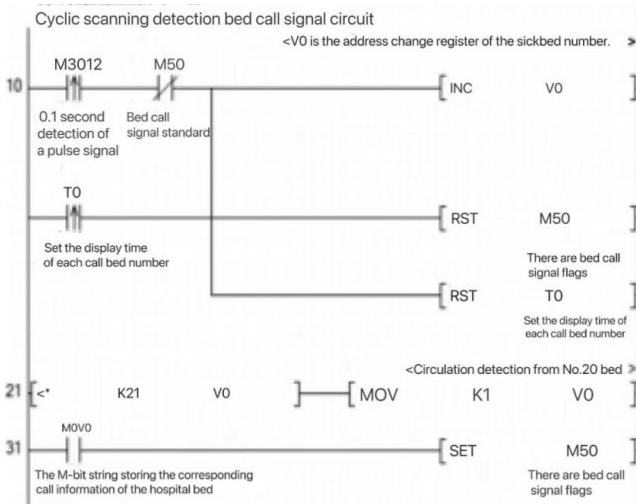 Cyclic scanning detection bed call signal circuit
<V0 is the address change register of the sickbed number. >
M3012 M50
10 INC V0
0.1 second
detection of
a pulse signal
Bed call
signal standard
T0
RST M50
Set the display time
of each call bed number
There are bed call
signal flags
RST T0
Set the display time of
each call bed number
<Circulation detection from No.20 bed >
21 <* K21 V0 MOV K1 V0
M0V0
31 SET M50
The M-bit string storing the corresponding
call information of the hospital bed
There are bed call
signal flags